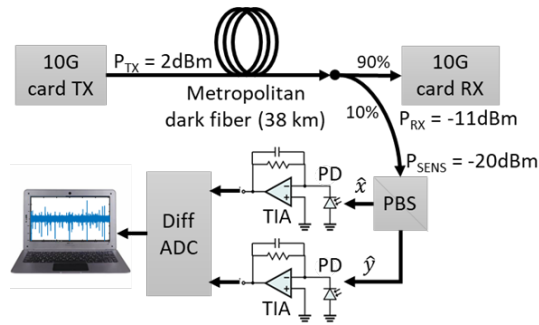 10G
card TX
P_TX = 2dBm
Metropolitan
dark fiber (38 km)
90%
10%
10G
card RX
P_RX = -11dBm
P_SENS = -20dBm
PBS
x̂
ŷ
PD
TIA
PD
TIA
Diff
ADC